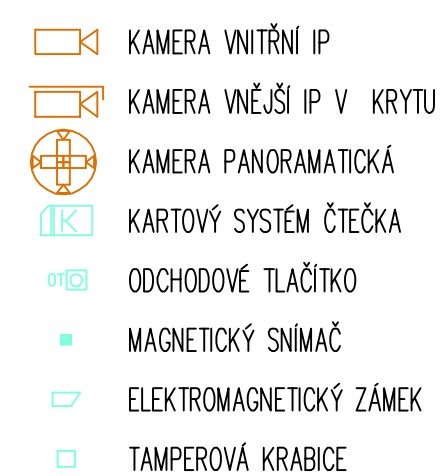 KAMERA VNITŘNÍ IP
KAMERA VNĚJŠÍ IP V KRYTU
KAMERA PANORAMATICKÁ
K KARTOVÝ SYSTÉM ČTEČKA
OT ODCHODOVÉ TLAČÍTKO
MAGNETICKÝ SNÍMAČ
ELEKTROMAGNETICKÝ ZÁMEK
TAMPEROVÁ KRABICE